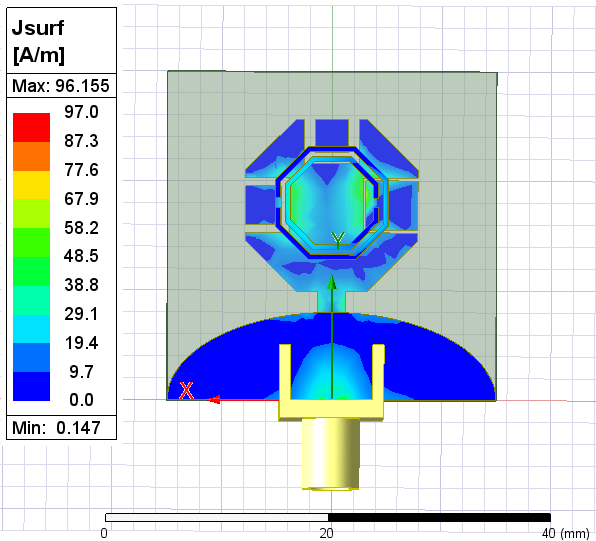 Jsurf
[A/m]
Max: 96.155
97.0
87.3
77.6
67.9
58.2
48.5
38.8
29.1
19.4
9.7
0.0
Min: 0.147
Y
X
0
20
40 (mm)